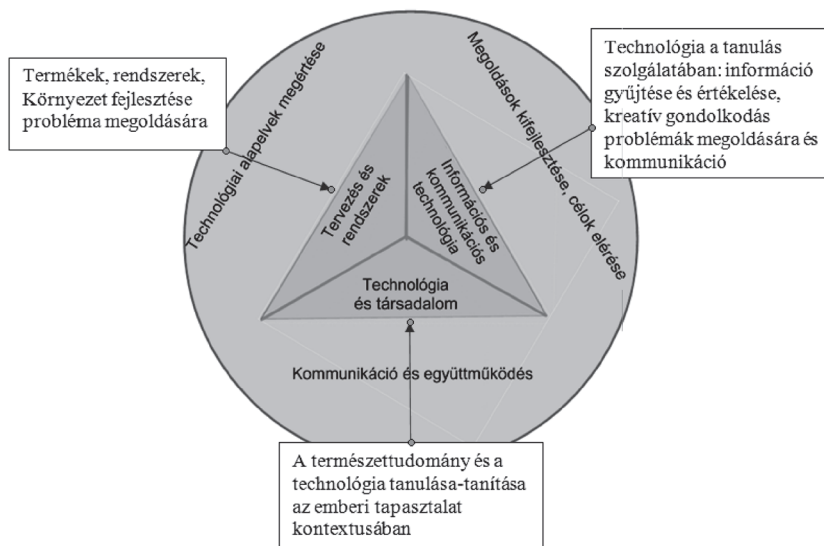 Termékek, rendszerek,
Környezet fejlesztése
probléma megoldására
Technológia a tanulás
szolgálatában: információ
gyűjtése és értékelése,
kreatív gondolkodás
problémák megoldására és
kommunikáció
Technológiai alapelvek megértése
Megoldások kifejlesztése, célok elérése
Tervezés és
rendszerek
Információs és
kommunikációs
technológia
Technológia
és társadalom
Kommunikáció és együttműködés
A természettudomány és a
technológia tanulása-tanítása
az emberi tapasztalat
kontextusában